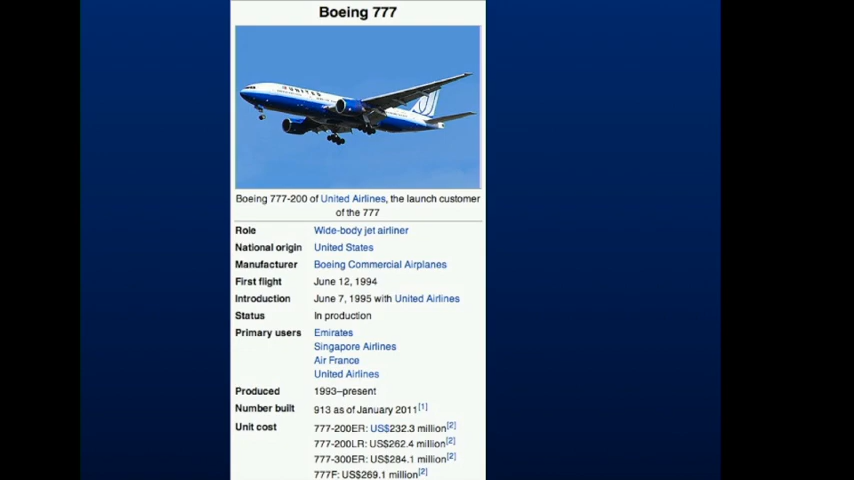 Boeing 777
UNITED
Boeing 777-200 of United Airlines, the launch customer
of the 777
Role Wide-body jet airliner
National origin United States
Manufacturer Boeing Commercial Airplanes
First flight June 12, 1994
Introduction June 7, 1995 with United Airlines
Status In production
Primary users Emirates
Singapore Airlines
Air France
United Airlines
Produced 1993–present
Number built 913 as of January 2011[1]
Unit cost 777-200ER: US$232.3 million[2]
777-200LR: US$262.4 million[2]
777-300ER: US$284.1 million[2]
777F: US$269.1 million[2]